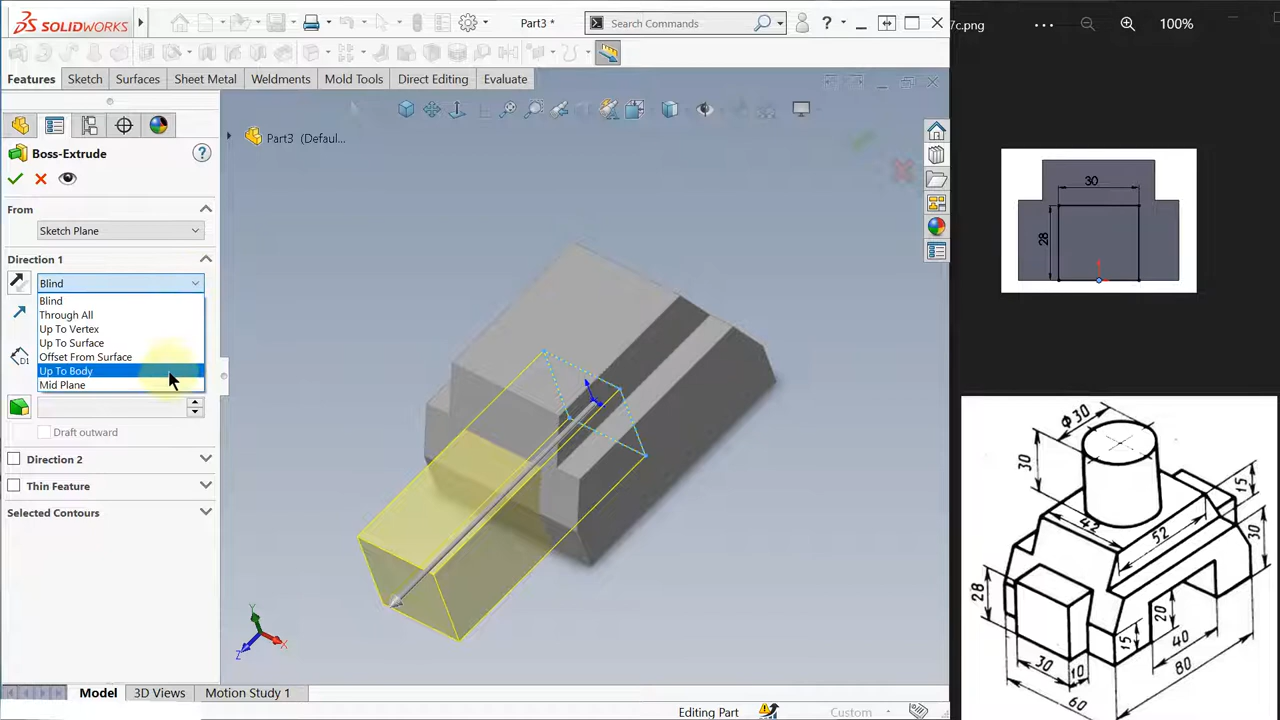 SOLIDWORKS
Part3 *
Search Commands
?
7c.png
100%
Features
Sketch
Surfaces
Sheet Metal
Weldments
Mold Tools
Direct Editing
Evaluate
Boss-Extrude
?
Part3 (Defaul...
From
Sketch Plane
Direction 1
Blind
Blind
Through All
Up To Vertex
Up To Surface
Offset From Surface
Up To Body
Mid Plane
D1
Draft outward
Direction 2
Thin Feature
Selected Contours
Y
X
Z
30
28
Φ30
30
42
52
15
30
28
20
15
40
30
10
80
60
Model
3D Views
Motion Study 1
Editing Part
Custom